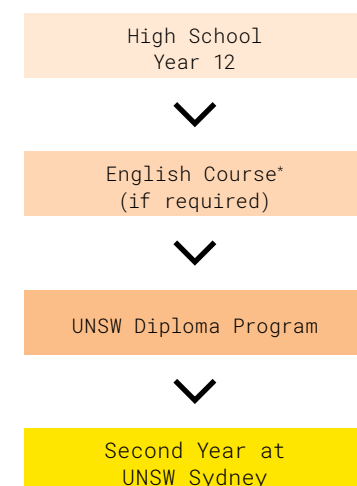 High School
Year 12
English Course*
(if required)
UNSW Diploma Program
Second Year at
UNSW Sydney